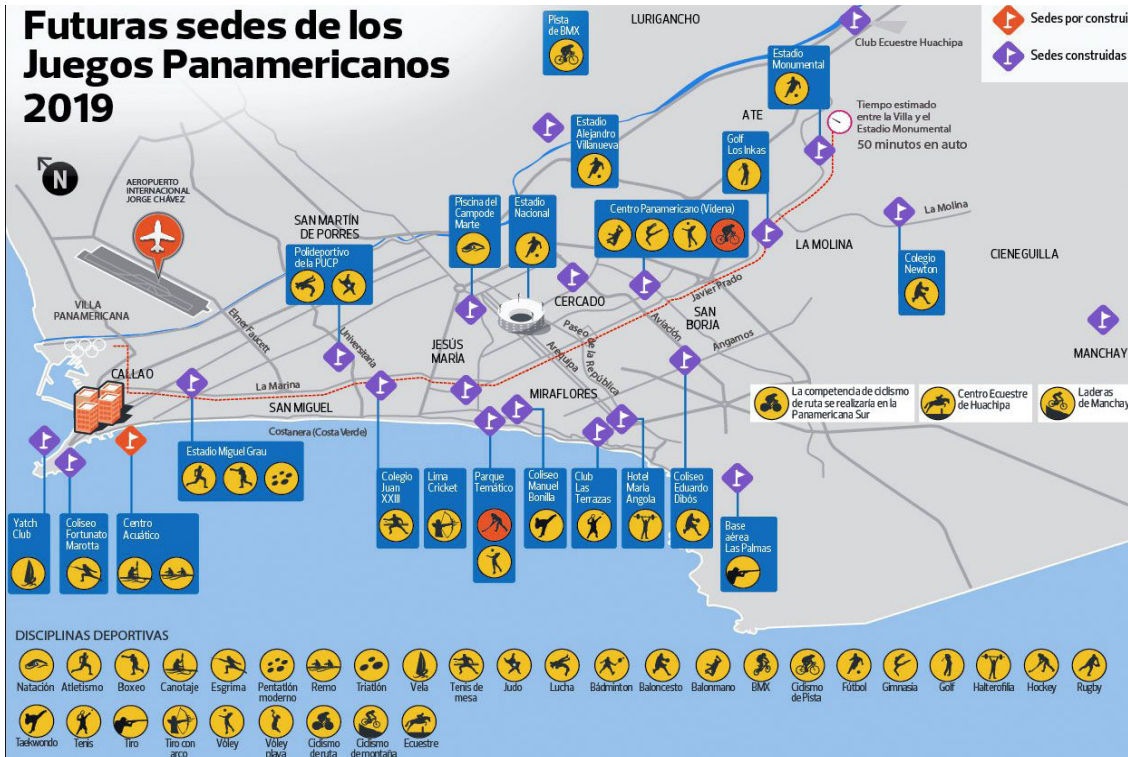 Futuras sedes de los
Juegos Panamericanos
2019
N
Pista
de BMX
LURIGANCHO
Club Ecuestre Huachipa
Sedes por construi
Sedes construidas
Estadio
Monumental
ATE
Tiempo estimado
entre la Villa y el
Estadio Monumental
50 minutos en auto
Estadio
Alejandro
Villanueva
Golf
Los Inkas
AEROPUERTO
INTERNACIONAL
JORGE CHÁVEZ
SAN MARTÍN
DE PORRES
Piscina del
Campo de
Marte
Estadio
Nacional
Centro Panamericano (Videna)
La Molina
LA MOLINA
Colegio
Newton
CIENEGUILLA
Polideportivo
de la PUCP
CERCADO
Javier Prado
SAN
BORJA
VILLA
PANAMERICANA
Elmer Faucett
Universitaria
JESÚS
MARÍA
Paseo de la República
Arequipa
Aviación
Angamos
MANCHAY
CALLAO
La Marina
SAN MIGUEL
MIRAFLORES
Costanera (Costa Verde)
La competencia de ciclismo
de ruta se realizaría en la
Panamericana Sur
Centro Ecuestre
de Huachipa
Laderas
de Manchay
Estadio Miguel Grau
Yatch
Club
Coliseo
Fortunato
Marotta
Centro
Acuático
Colegio
Juan
XXIII
Lima
Cricket
Parque
Temático
Coliseo
Manuel
Bonilla
Club
Las
Terrazas
Hotel
María
Angola
Coliseo
Eduardo
Dibós
Base
aérea
Las Palmas
DISCIPLINAS DEPORTIVAS
Natación
Atletismo
Boxeo
Canotaje
Esgrima
Pentatlón
moderno
Remo
Triatlón
Vela
Tenis de
mesa
Judo
Lucha
Bádminton
Baloncesto
Balonmano
BMX
Ciclismo
de Pista
Fútbol
Gimnasia
Golf
Halterofilia
Hockey
Rugby
Taekwondo
Tenis
Tiro
Tiro con
arco
Vóley
Vóley
playa
Ciclismo
de ruta
Ciclismo
de montaña
Ecuestre